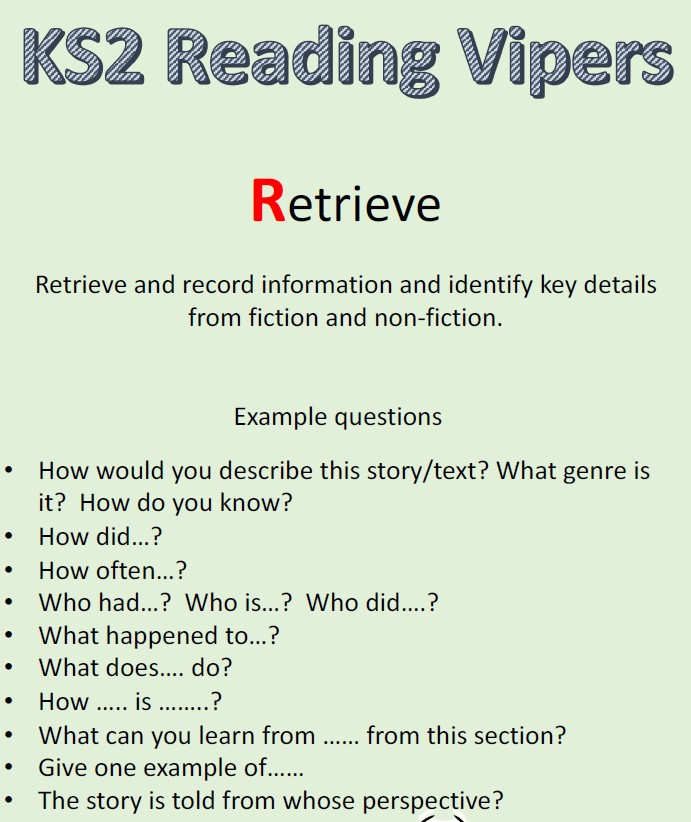 KS2 Reading Vipers
Retrieve
Retrieve and record information and identify key details
from fiction and non-fiction.
Example questions
• How would you describe this story/text? What genre is
it?  How do you know?
• How did...?
• How often...?
• Who had...?  Who is...?  Who did....?
• What happened to...?
• What does.... do?
• How ..... is ........?
• What can you learn from ...... from this section?
• Give one example of......
• The story is told from whose perspective?